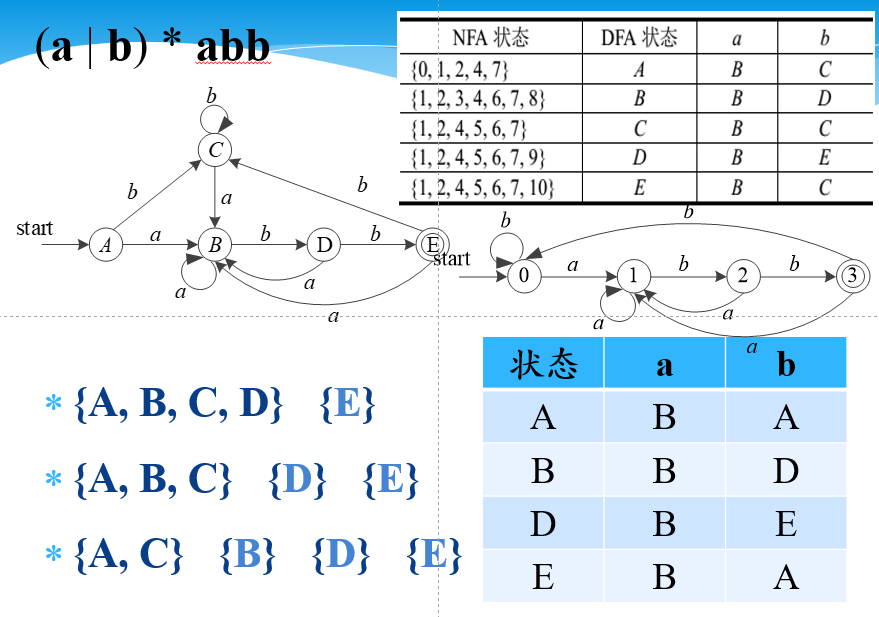 (a | b) * abb
NFA 状态 DFA 状态 a b
{0, 1, 2, 4, 7} A B C
{1, 2, 3, 4, 6, 7, 8} B B D
{1, 2, 4, 5, 6, 7} C B C
{1, 2, 4, 5, 6, 7, 9} D B E
{1, 2, 4, 5, 6, 7, 10} E B C
b
C
b a b
start A a B b D b E
a a
a
b
b
start 0 a 1 b 2 b 3
a a
a
* {A, B, C, D} {E}
* {A, B, C} {D} {E}
* {A, C} {B} {D} {E}
状态 a b
A B A
B B D
D B E
E B A